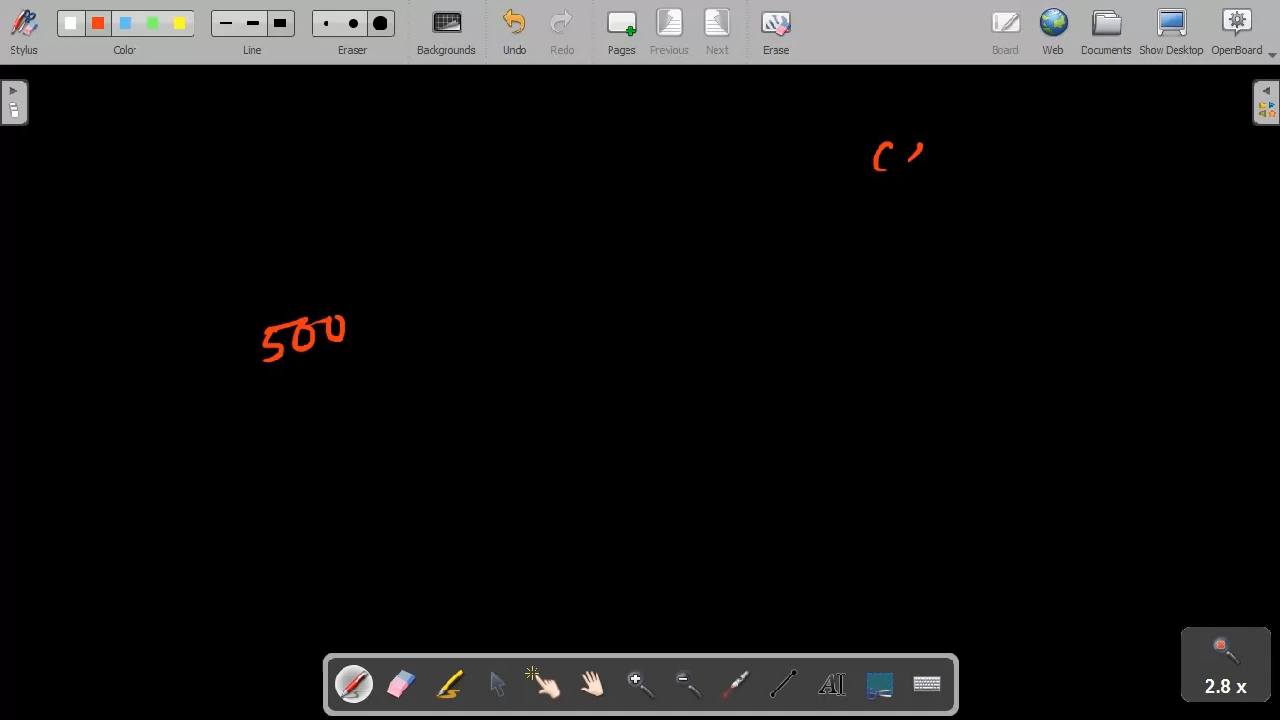 Stylus
Color
Line
Eraser
Backgrounds
Undo
Redo
Pages
Previous
Next
Erase
Board
Web
Documents
Show Desktop
OpenBoard
500
AI
2.8 x